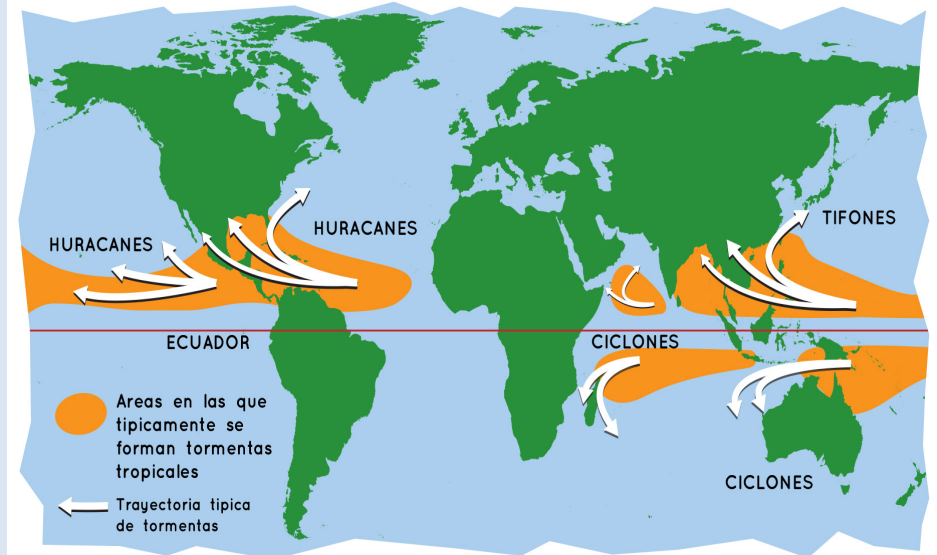 TIFONES
HURACANES
HURACANES
ECUADOR
CICLONES
Areas en las que
tipicamente se
forman tormentas
tropicales
CICLONES
Trayectoria tipica
de tormentas